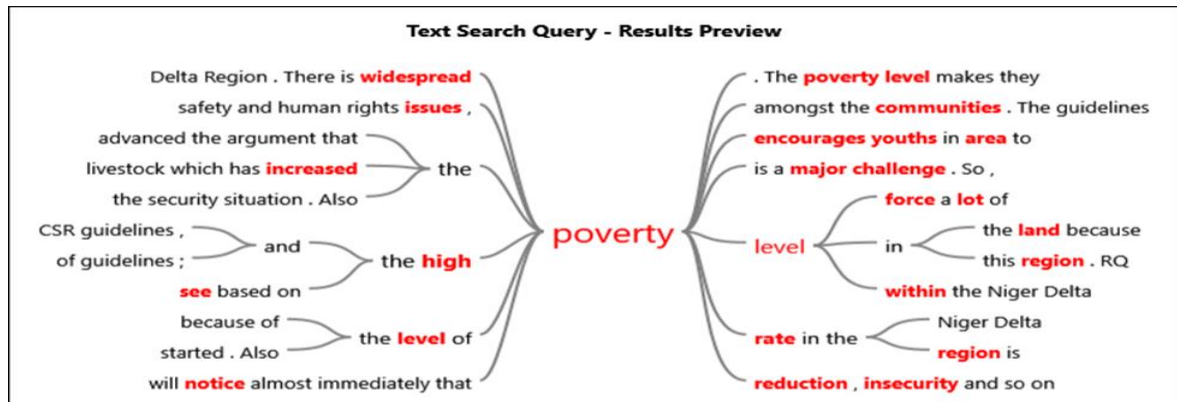 Text Search Query - Results Preview
Delta Region . There is widespread
safety and human rights issues ,
advanced the argument that
livestock which has increased
the security situation . Also
the
CSR guidelines ,
of guidelines ;
and
see based on
the high
because of
started . Also
the level of
will notice almost immediately that
poverty
. The poverty level makes they
amongst the communities . The guidelines
encourages youths in area to
is a major challenge . So ,
level
force a lot of
in
the land because
this region . RQ
within the Niger Delta
rate in the
Niger Delta
region is
reduction , insecurity and so on